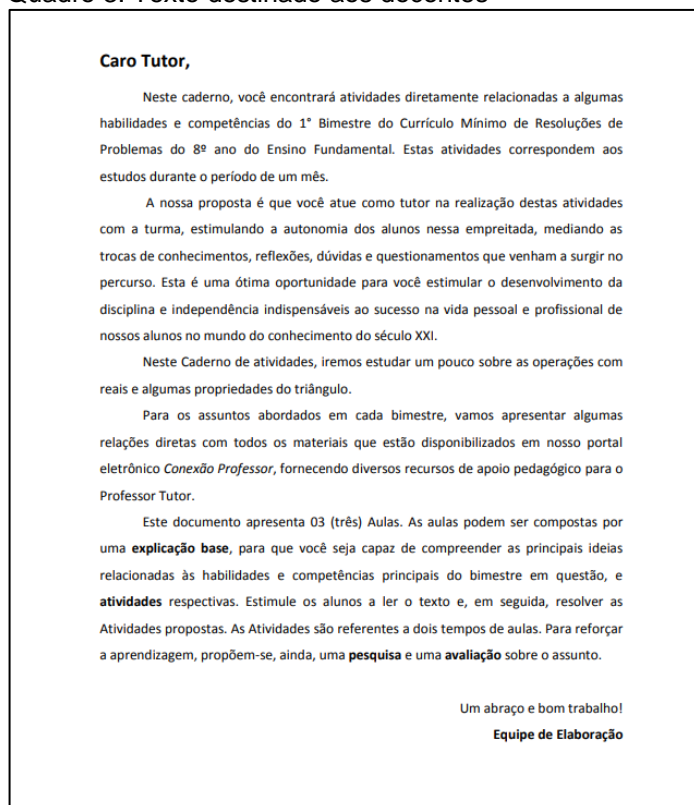 Caro Tutor,
Neste caderno, você encontrará atividades diretamente relacionadas a algumas
habilidades e competências do 1° Bimestre do Currículo Mínimo de Resoluções de
Problemas do 8º ano do Ensino Fundamental. Estas atividades correspondem aos
estudos durante o período de um mês.
A nossa proposta é que você atue como tutor na realização destas atividades
com a turma, estimulando a autonomia dos alunos nessa empreitada, mediando as
trocas de conhecimentos, reflexões, dúvidas e questionamentos que venham a surgir no
percurso. Esta é uma ótima oportunidade para você estimular o desenvolvimento da
disciplina e independência indispensáveis ao sucesso na vida pessoal e profissional de
nossos alunos no mundo do conhecimento do século XXI.
Neste Caderno de atividades, iremos estudar um pouco sobre as operações com
reais e algumas propriedades do triângulo.
Para os assuntos abordados em cada bimestre, vamos apresentar algumas
relações diretas com todos os materiais que estão disponibilizados em nosso portal
eletrônico Conexão Professor, fornecendo diversos recursos de apoio pedagógico para o
Professor Tutor.
Este documento apresenta 03 (três) Aulas. As aulas podem ser compostas por
uma explicação base, para que você seja capaz de compreender as principais ideias
relacionadas às habilidades e competências principais do bimestre em questão, e
atividades respectivas. Estimule os alunos a ler o texto e, em seguida, resolver as
Atividades propostas. As Atividades são referentes a dois tempos de aulas. Para reforçar
a aprendizagem, propõem-se, ainda, uma pesquisa e uma avaliação sobre o assunto.
Um abraço e bom trabalho!
Equipe de Elaboração